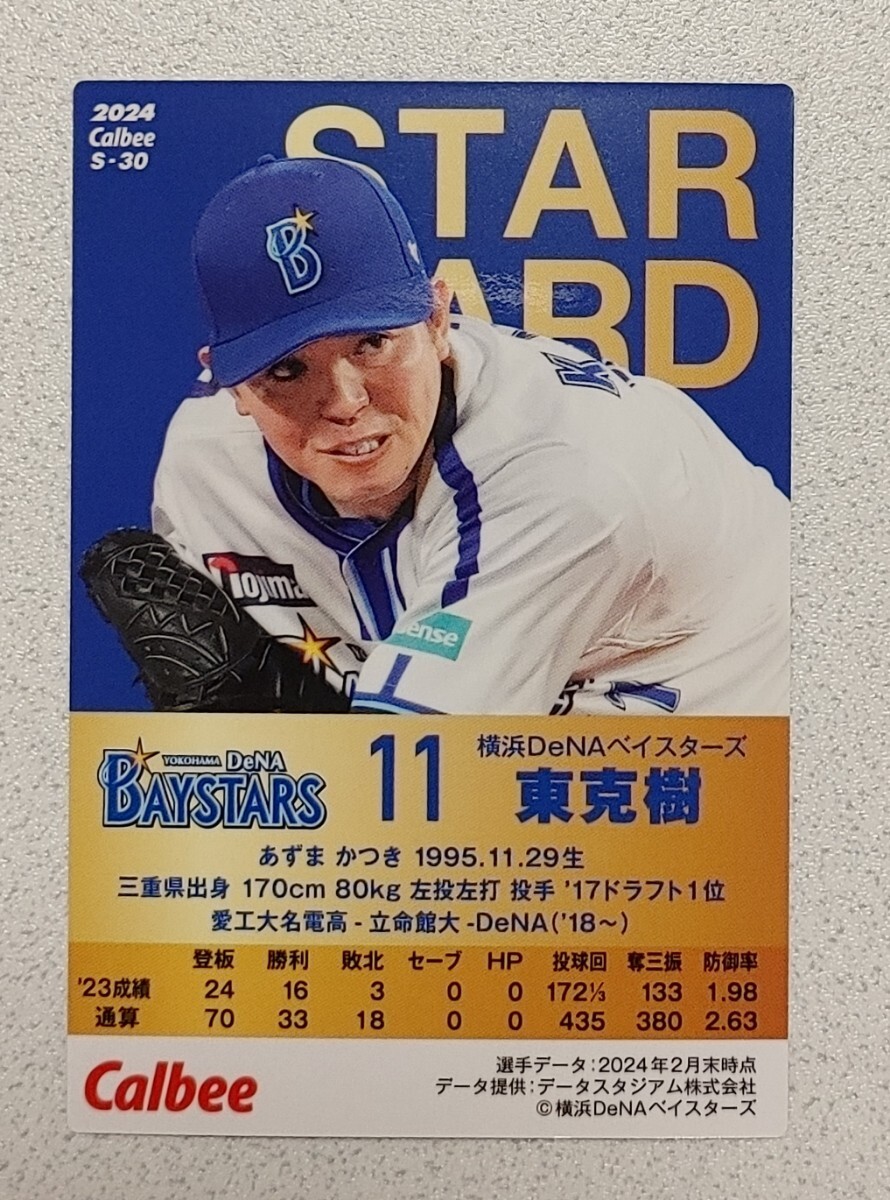 2024
Calbee
S-30
STAR
ARD
B
Nojima
ense
YOKOHAMA DeNA
BAYSTARS
11
横浜DeNAベイスターズ
東克樹
あずま かつき 1995.11.29生
三重県出身 170cm 80kg 左投左打 投手 '17ドラフト1位
愛工大名電高-立命館大-DeNA('18～)
登板 勝利 敗北 セーブ HP 投球回 奪三振 防御率
'23成績 24 16 3 0 0 172⅓ 133 1.98
通算 70 33 18 0 0 435 380 2.63
Calbee
選手データ:2024年2月末時点
データ提供:データスタジアム株式会社
©横浜DeNAベイスターズ